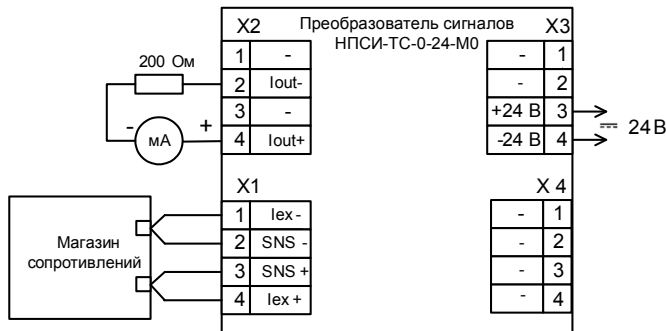 Преобразователь сигналов
НПСИ-ТС-0-24-М0
X2
1 -
2 Iout-
3 -
4 Iout+
200 Ом
- мА +
X3
- 1
- 2
+24 В 3
-24 В 4
24 В
X1
1 Iex -
2 SNS -
3 SNS +
4 Iex +
Магазин
сопротивлений
X 4
- 1
- 2
- 3
- 4